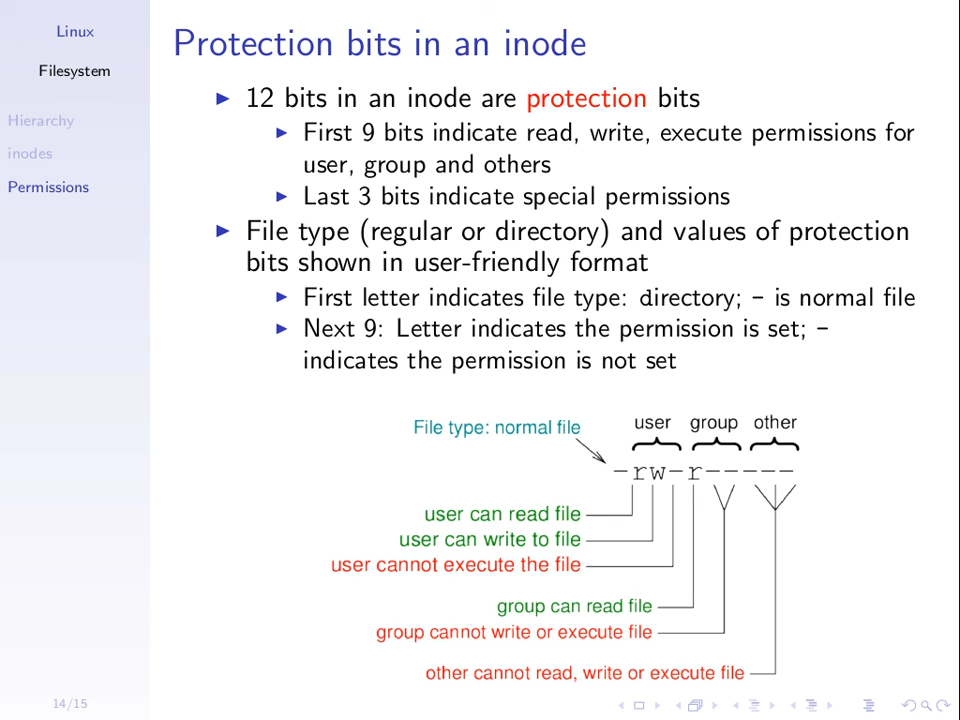 Linux
Filesystem
Hierarchy
inodes
Permissions
Protection bits in an inode
12 bits in an inode are protection bits
First 9 bits indicate read, write, execute permissions for
user, group and others
Last 3 bits indicate special permissions
File type (regular or directory) and values of protection
bits shown in user-friendly format
First letter indicates file type: directory; - is normal file
Next 9: Letter indicates the permission is set; -
indicates the permission is not set
File type: normal file
user group other
-rw-r-----
user can read file
user can write to file
user cannot execute the file
group can read file
group cannot write or execute file
other cannot read, write or execute file
14/15